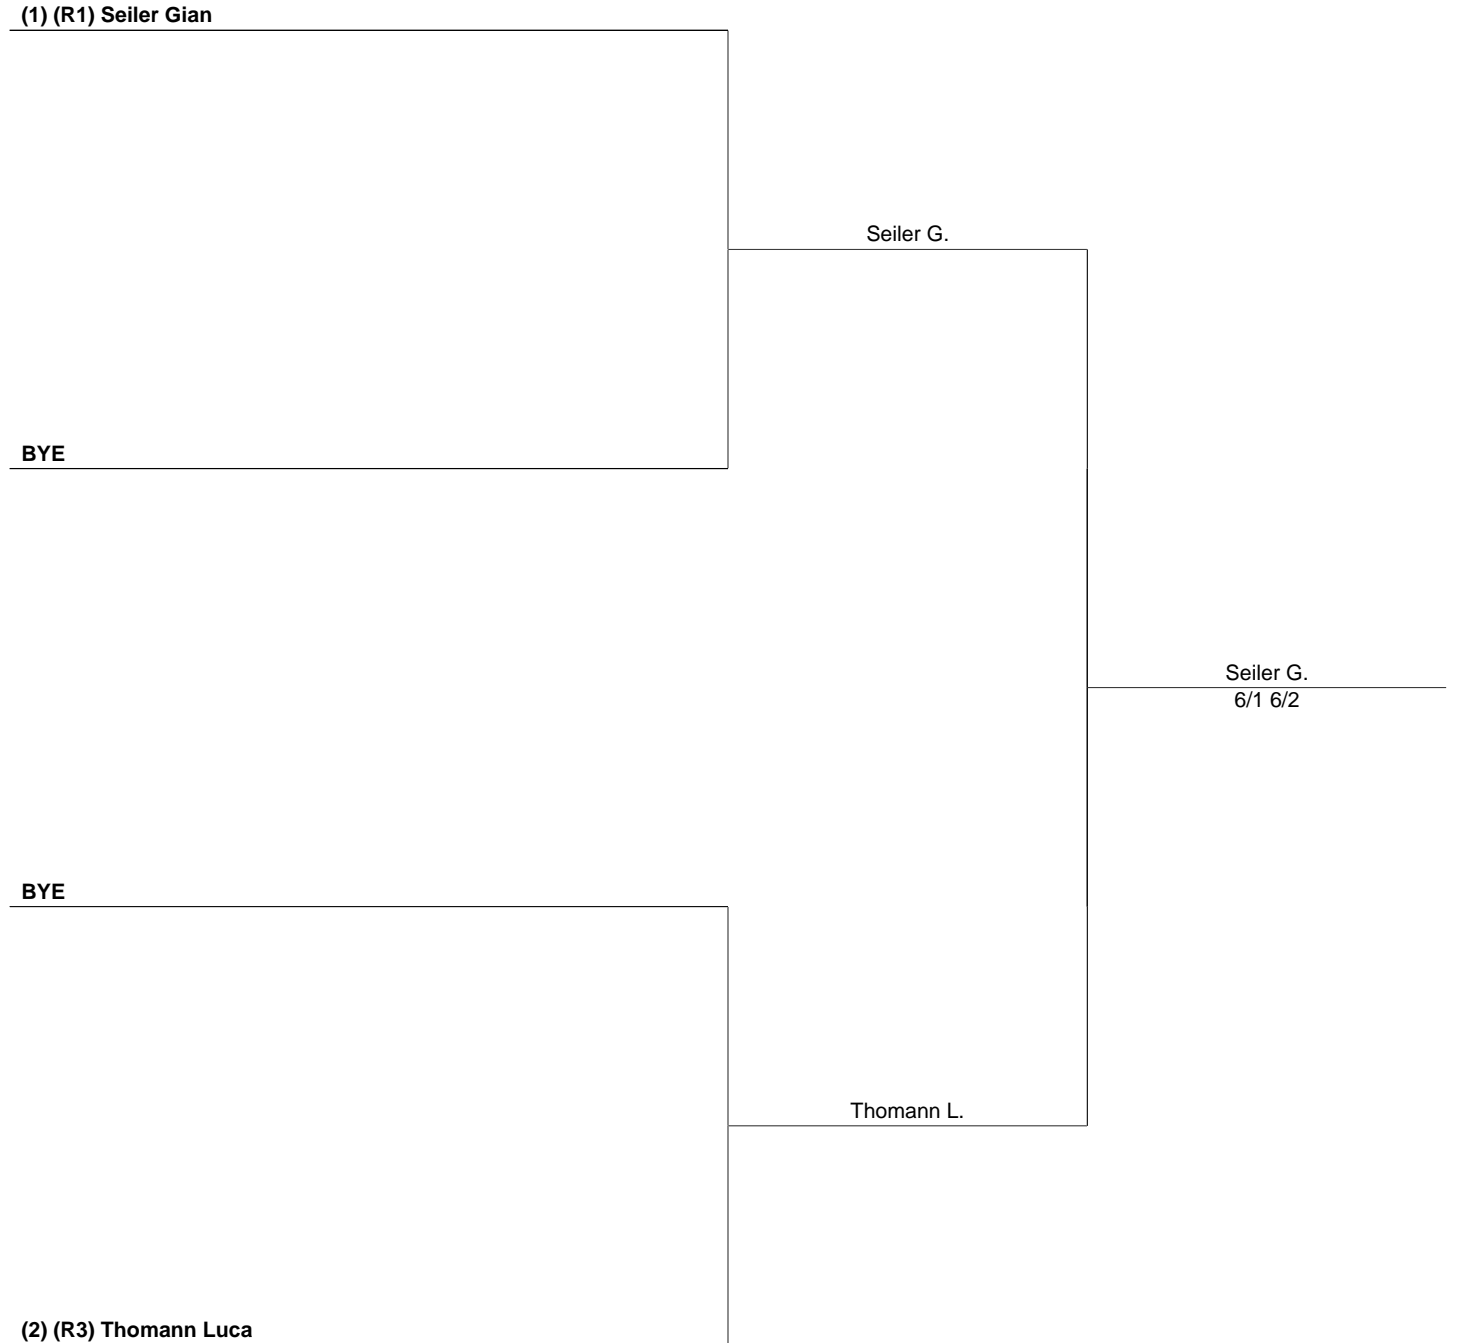 (1) (R1) Seiler Gian
Seiler G.
BYE
Seiler G.
6/1 6/2
BYE
Thomann L.
(2) (R3) Thomann Luca